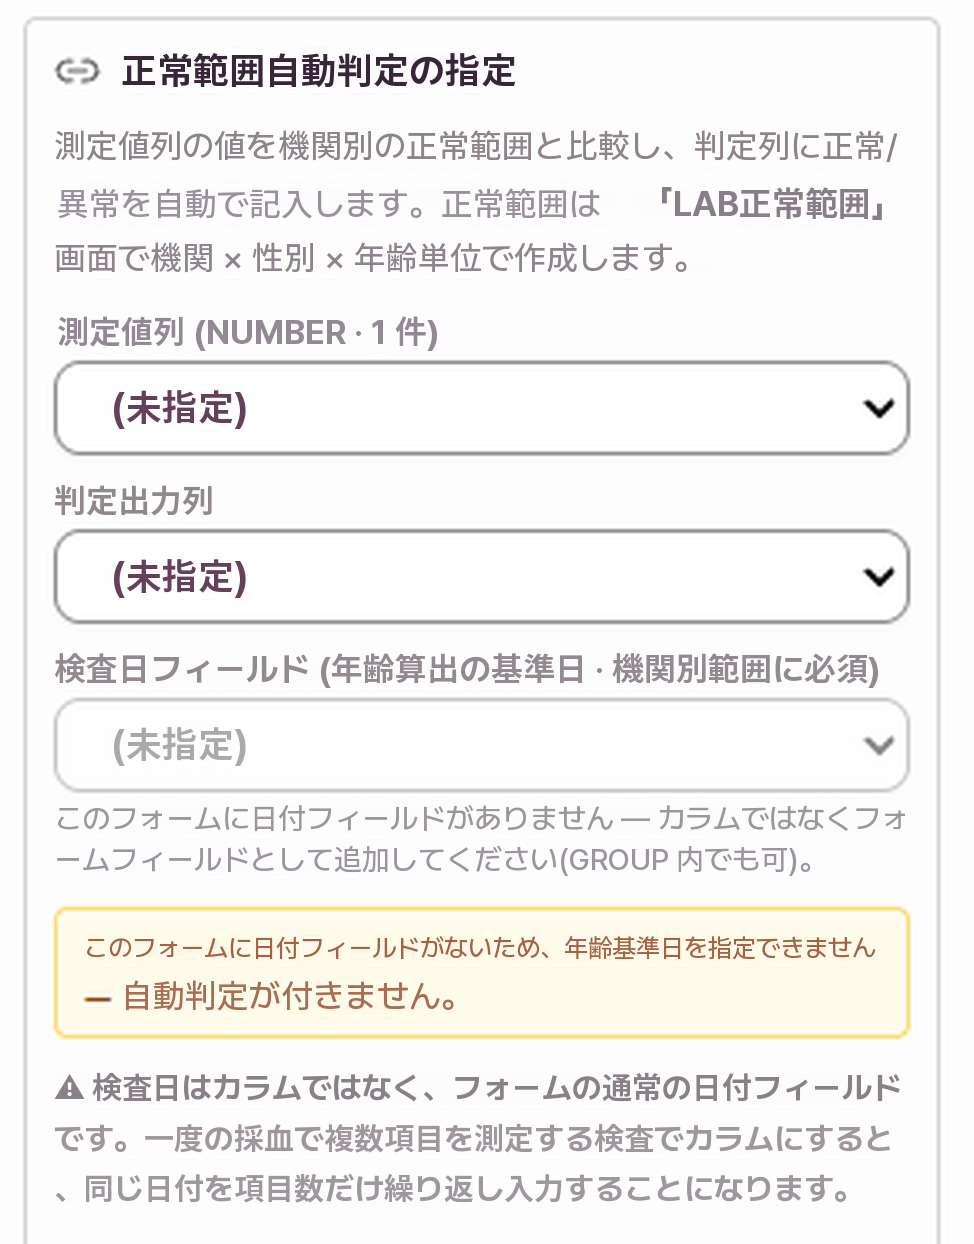 正常範囲自動判定の指定
測定値列の値を機関別の正常範囲と比較し、判定列に正常/
異常を自動で記入します。正常範囲は 「LAB正常範囲」
画面で機関 × 性別 × 年齢単位で作成します。
測定値列 (NUMBER · 1 件)
(未指定)
判定出力列
(未指定)
検査日フィールド (年齢算出の基準日 · 機関別範囲に必須)
(未指定)
このフォームに日付フィールドがありません — カラムではなくフォ
ームフィールドとして追加してください(GROUP 内でも可)。
このフォームに日付フィールドがないため、年齢基準日を指定できません
— 自動判定が付きません。
⚠ 検査日はカラムではなく、フォームの通常の日付フィールド
です。一度の採血で複数項目を測定する検査でカラムにすると
、同じ日付を項目数だけ繰り返し入力することになります。